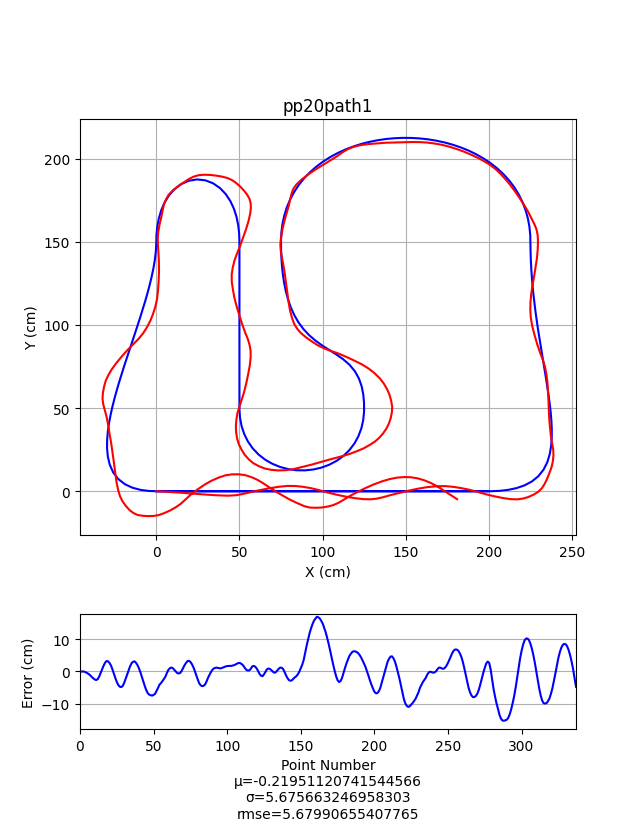 pp20path1
Y (cm)
200
150
100
50
0
0 50 100 150 200 250
X (cm)
Error (cm)
10
0
−10
0 50 100 150 200 250 300
Point Number
μ=-0.21951120741544566
σ=5.675663246958303
rmse=5.67990655407765